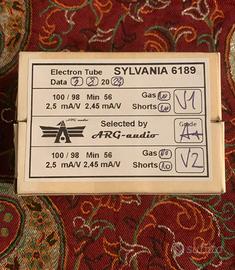 Electron Tube SYLVANIA 6189
Data 20
100 / 98 Min 56 Gas V1
2,5 mA/V 2,45 mA/V Shorts
Selected by Grade
ARG-audio A+
100 / 98 Min 56 Gas V2
2,5 mA/V 2,45 mA/V Shorts
subito